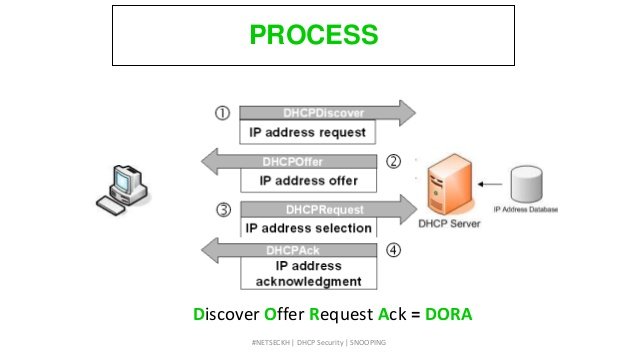 PROCESS
① DHCPDiscover
IP address request
DHCPOffer ②
IP address offer
③ DHCPRequest
IP address selection
DHCPAck ④
IP address
acknowledgment
DHCP Server
IP Address Database
Discover Offer Request Ack = DORA
#NETSECKH | DHCP Security | SNOOPING